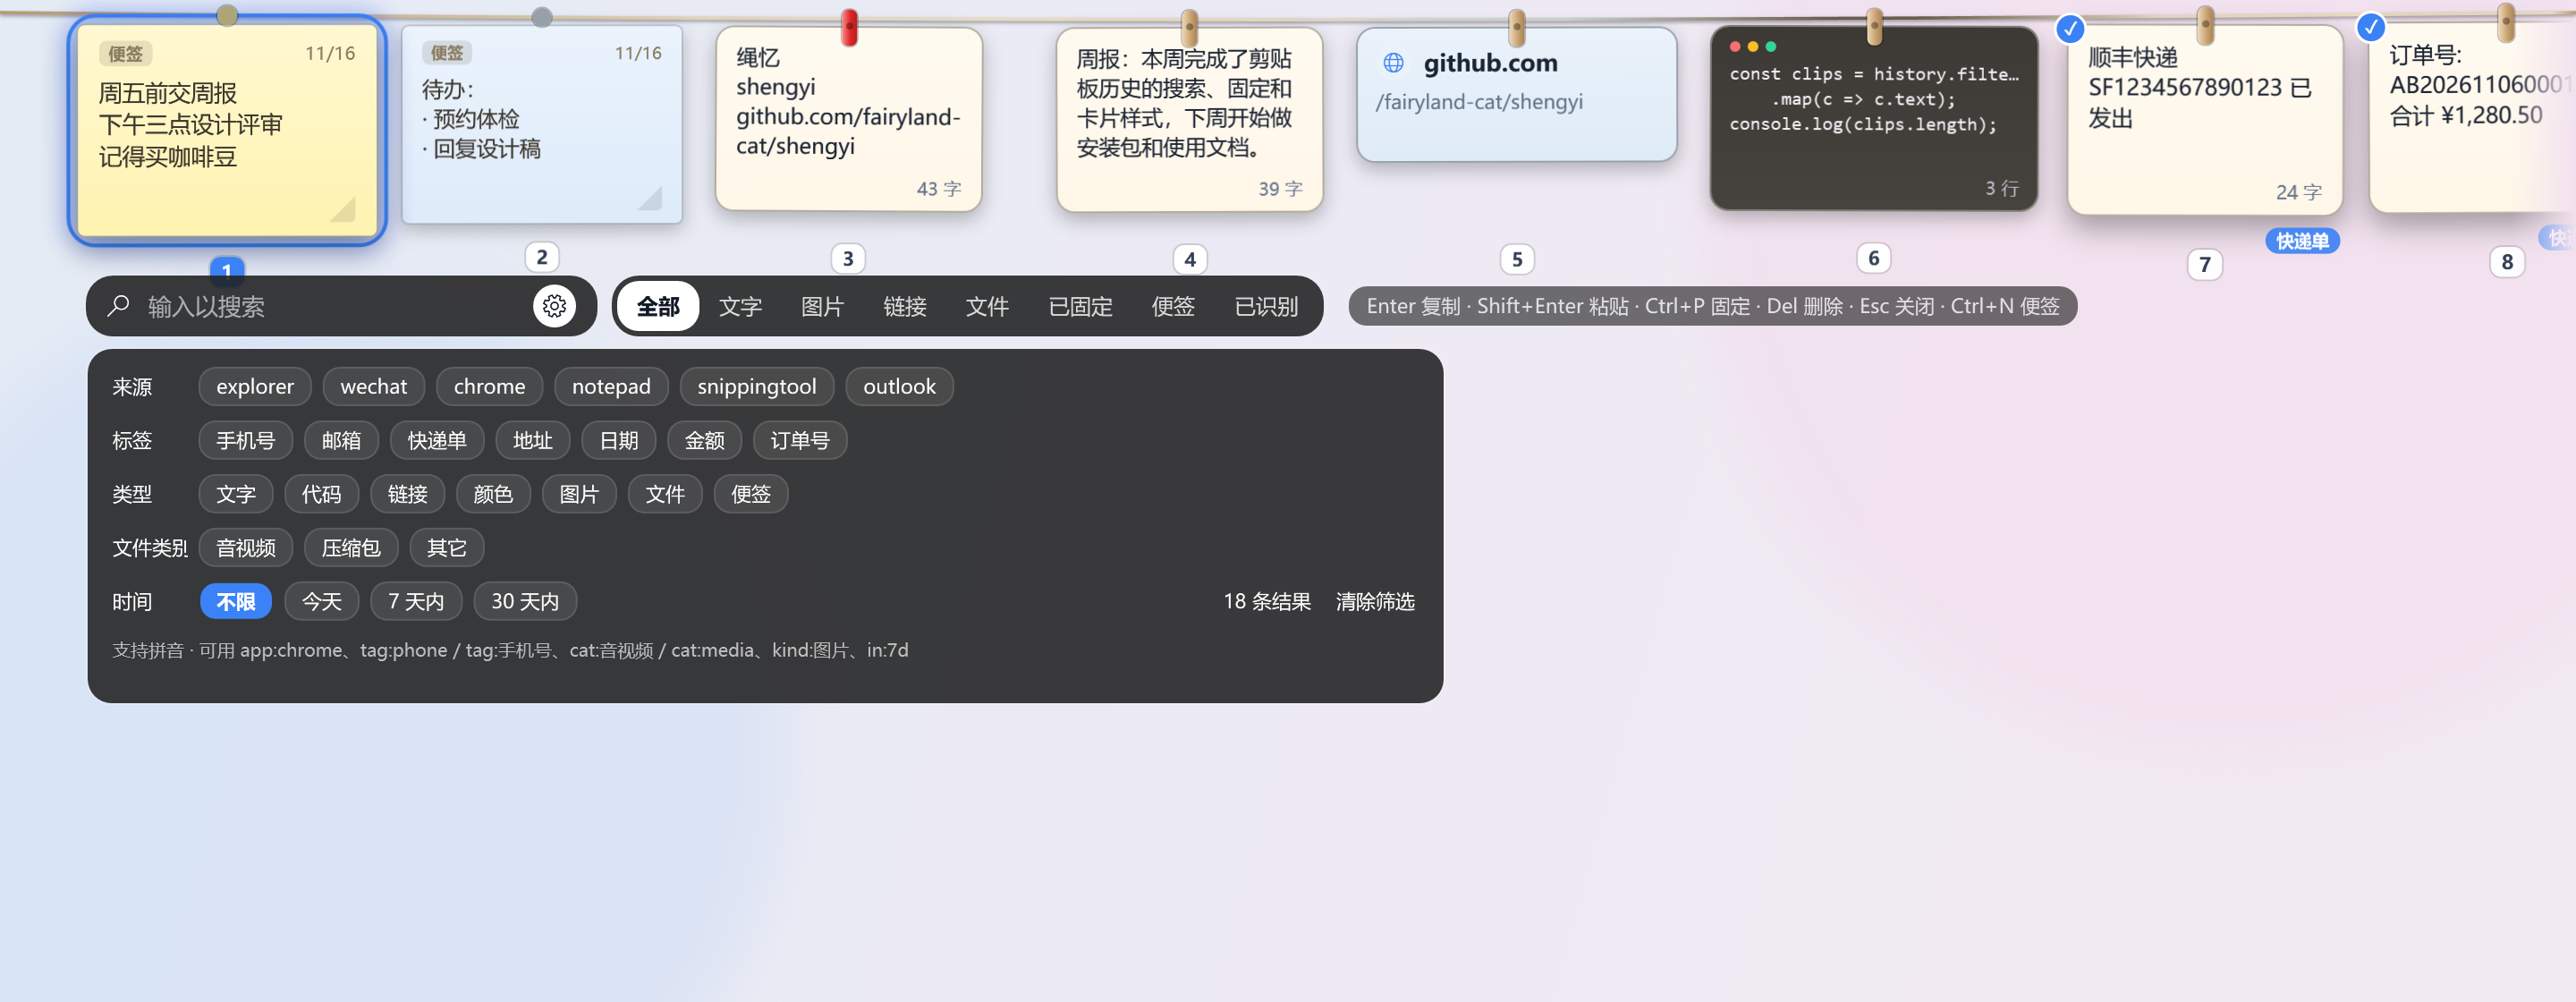 便签 11/16
周五前交周报
下午三点设计评审
记得买咖啡豆
1
便签 11/16
待办：
· 预约体检
· 回复设计稿
2
绳忆
shengyi
github.com/fairyland-
cat/shengyi
43 字
3
周报：本周完成了剪贴
板历史的搜索、固定和
卡片样式，下周开始做
安装包和使用文档。
39 字
4
github.com
/fairyland-cat/shengyi
5
const clips = history.filte…
.map(c => c.text);
console.log(clips.length);
3 行
6
顺丰快递
SF1234567890123 已
发出
24 字
快递单
7
订单号:
AB202611060001
合计 ¥1,280.50
快
8
输入以搜索
全部 文字 图片 链接 文件 已固定 便签 已识别
Enter 复制 · Shift+Enter 粘贴 · Ctrl+P 固定 · Del 删除 · Esc 关闭 · Ctrl+N 便签
来源 explorer wechat chrome notepad snippingtool outlook
标签 手机号 邮箱 快递单 地址 日期 金额 订单号
类型 文字 代码 链接 颜色 图片 文件 便签
文件类别 音视频 压缩包 其它
时间 不限 今天 7 天内 30 天内 18 条结果 清除筛选
支持拼音 · 可用 app:chrome、tag:phone / tag:手机号、cat:音视频 / cat:media、kind:图片、in:7d